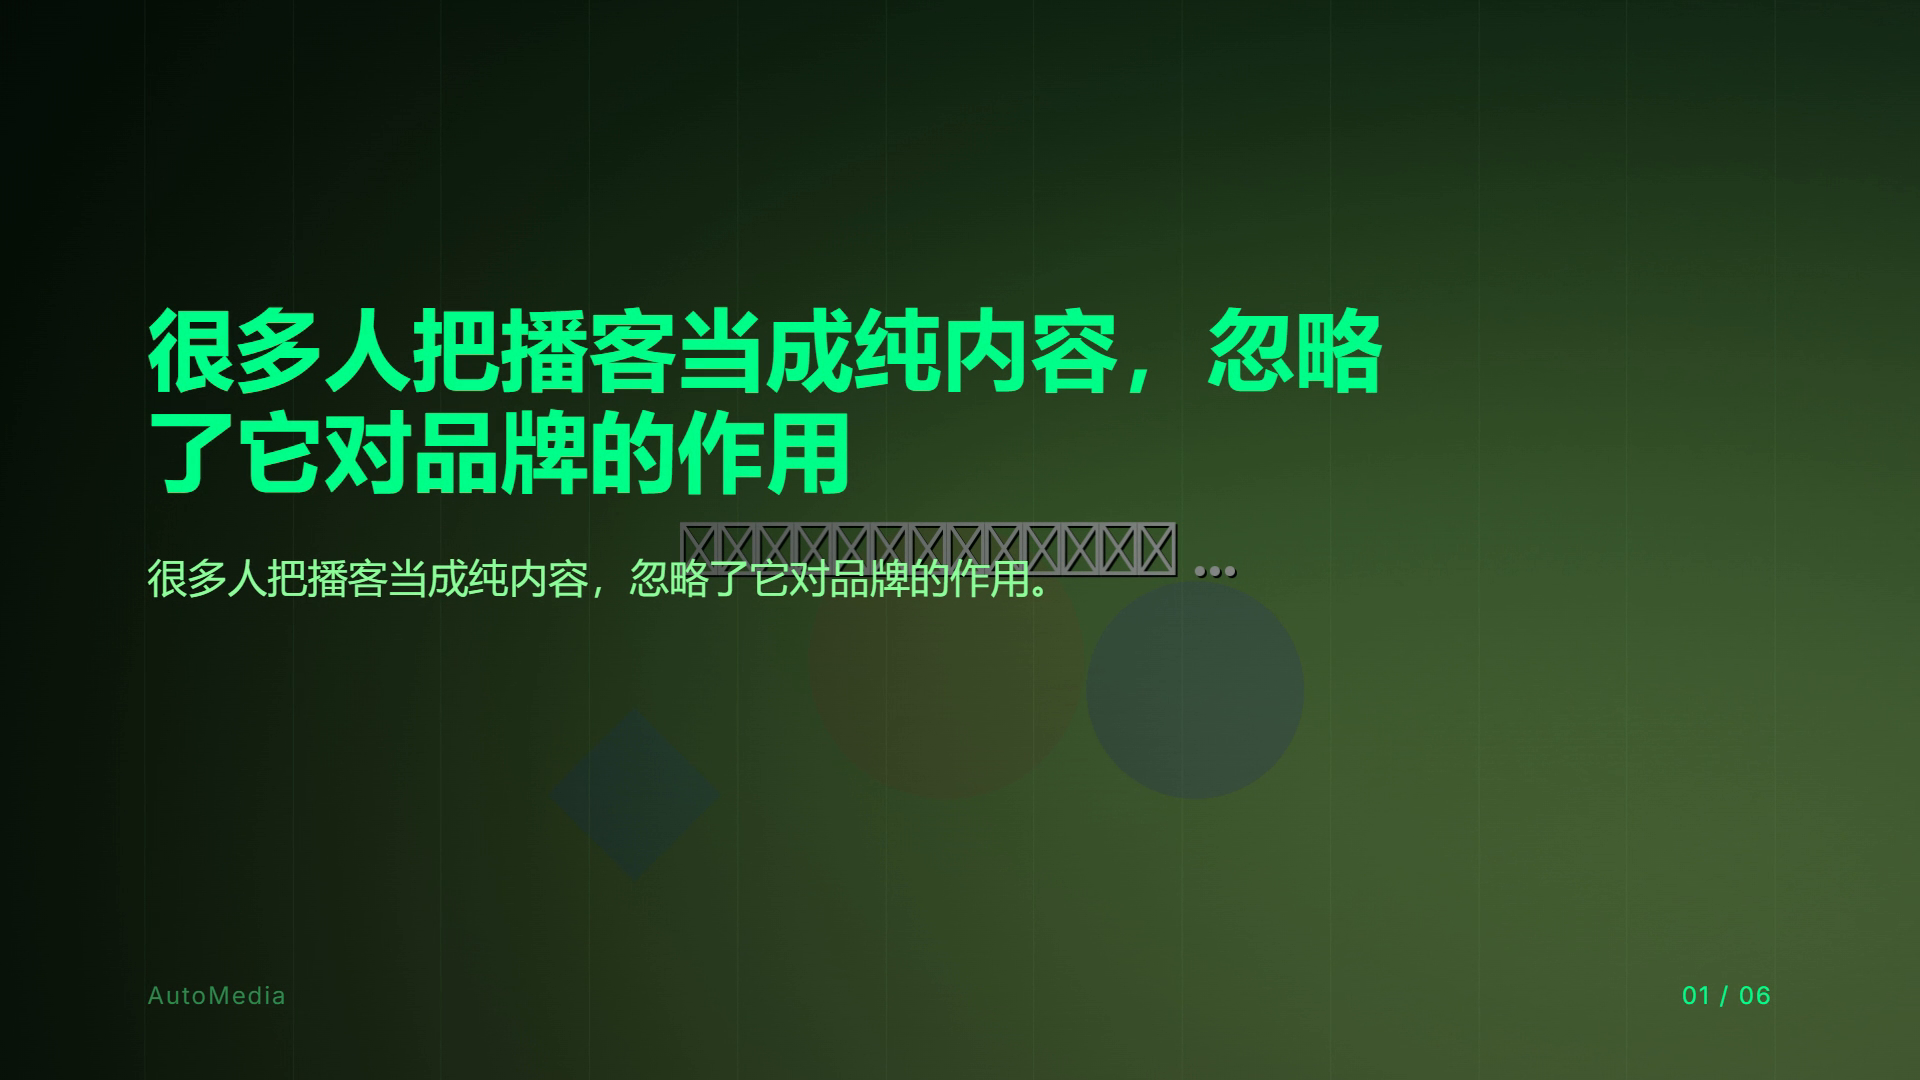 很多人把播客当成纯内容，忽略
了它对品牌的作用
...
很多人把播客当成纯内容，忽略了它对品牌的作用。
AutoMedia
01 / 06